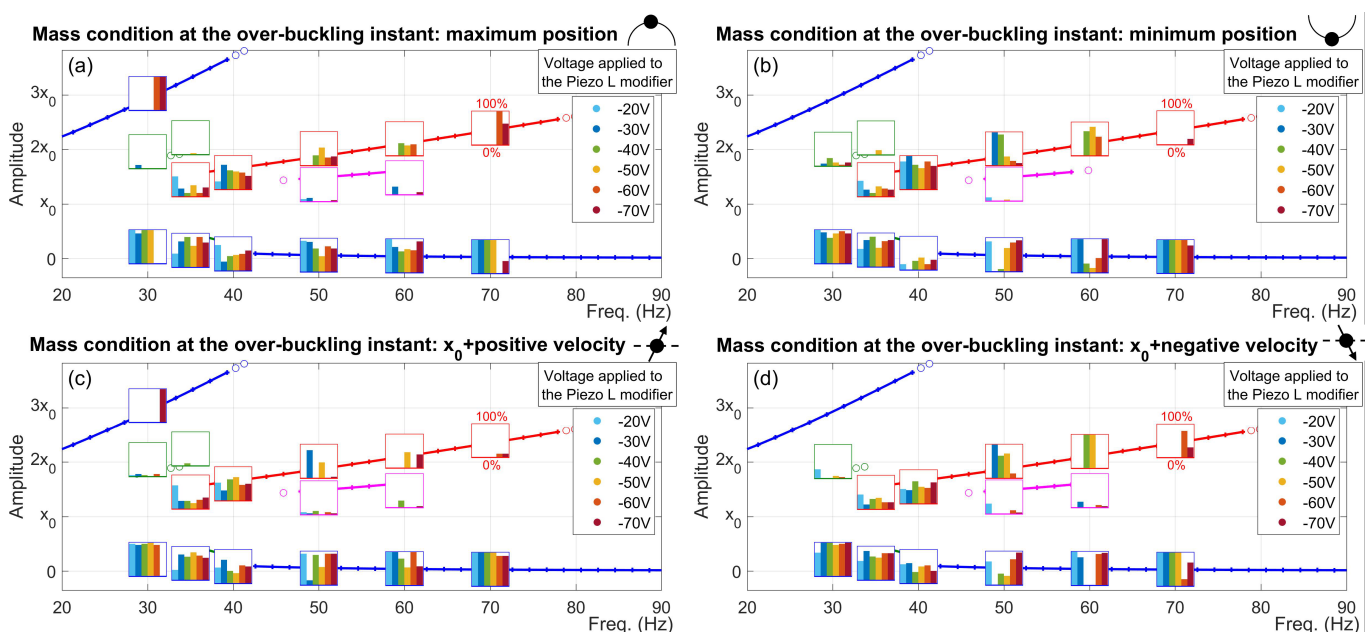 Mass condition at the over-buckling instant: maximum position
(a)
Voltage applied to
the Piezo L modifier
-20V
-30V
-40V
-50V
-60V
-70V
100%
0%
Amplitude
3x0
2x0
x0
0
20 30 40 50 60 70 80 90
Freq. (Hz)
Mass condition at the over-buckling instant: minimum position
(b)
Voltage applied to
the Piezo L modifier
-20V
-30V
-40V
-50V
-60V
-70V
100%
0%
Amplitude
3x0
2x0
x0
0
20 30 40 50 60 70 80 90
Freq. (Hz)
Mass condition at the over-buckling instant: x0+positive velocity
(c)
Voltage applied to
the Piezo L modifier
-20V
-30V
-40V
-50V
-60V
-70V
100%
0%
Amplitude
3x0
2x0
x0
0
20 30 40 50 60 70 80 90
Freq. (Hz)
Mass condition at the over-buckling instant: x0+negative velocity
(d)
Voltage applied to
the Piezo L modifier
-20V
-30V
-40V
-50V
-60V
-70V
100%
0%
Amplitude
3x0
2x0
x0
0
20 30 40 50 60 70 80 90
Freq. (Hz)